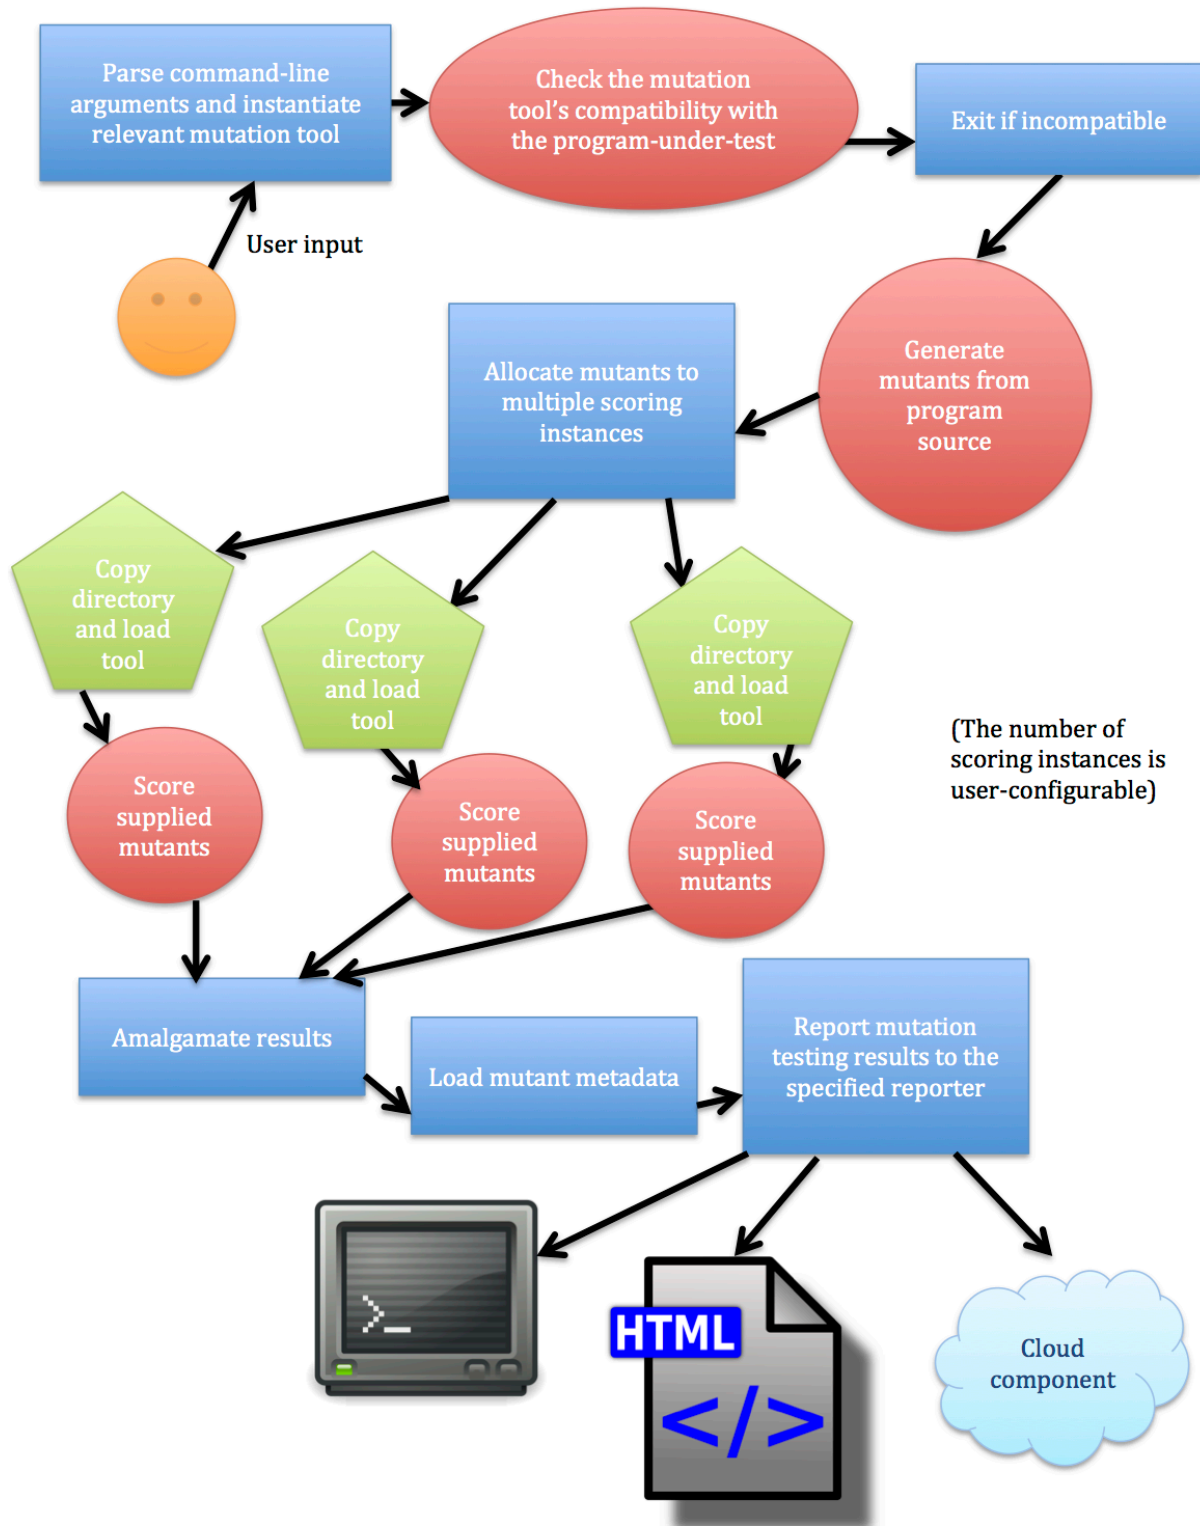 Parse command-line
arguments and instantiate
relevant mutation tool
Check the mutation
tool's compatibility with
the program-under-test
Exit if incompatible
User input
Generate
mutants from
program
source
Allocate mutants to
multiple scoring
instances
Copy
directory
and load
tool
Copy
directory
and load
tool
Copy
directory
and load
tool
(The number of
scoring instances is
user-configurable)
Score
supplied
mutants
Score
supplied
mutants
Score
supplied
mutants
Amalgamate results
Load mutant metadata
Report mutation
testing results to the
specified reporter
>_
HTML
</>
Cloud
component